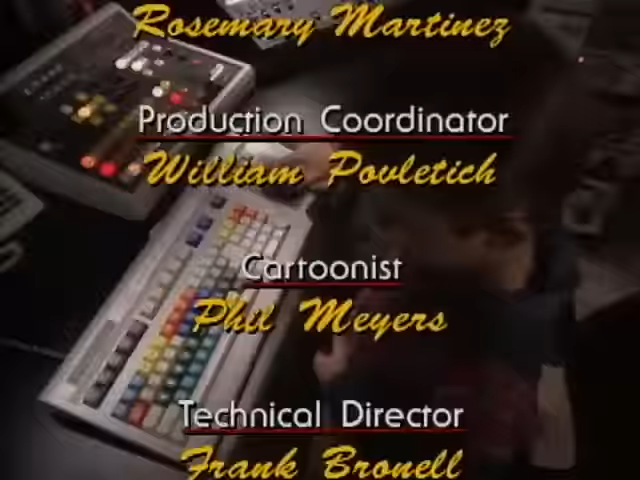 Rosemary Martinez
Production Coordinator
William Povletich
Cartoonist
Phil Meyers
Technical Director
Frank Bronell